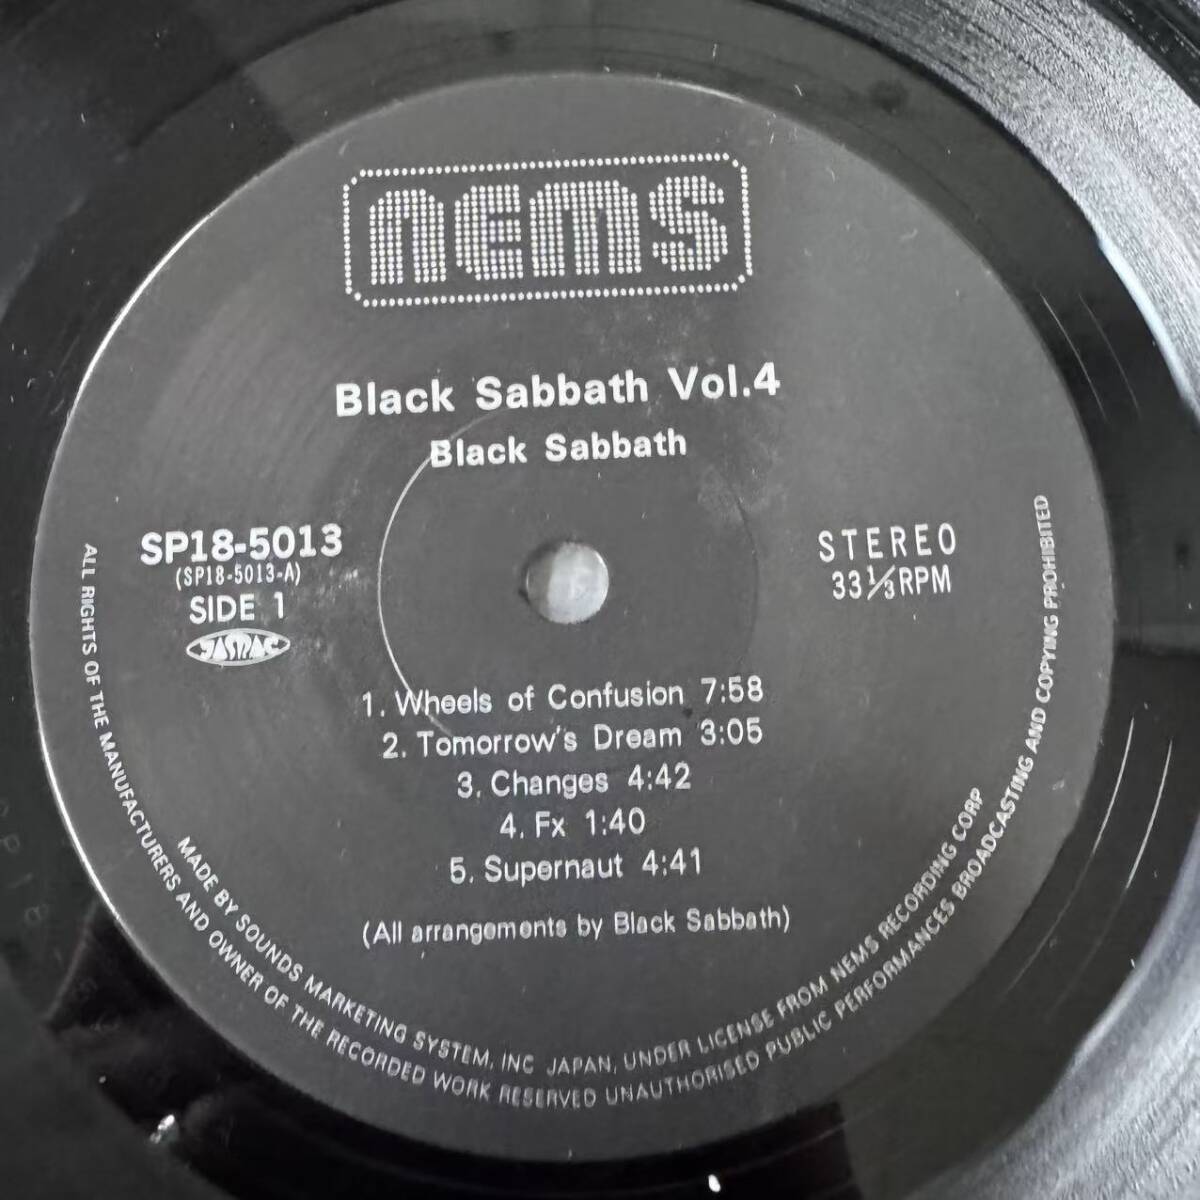 nems
Black Sabbath Vol.4
Black Sabbath
SP18-5013
(SP18-5013-A)
SIDE 1
JASRAC
STEREO
33 1/3 RPM
1. Wheels of Confusion 7:58
2. Tomorrow's Dream 3:05
3. Changes 4:42
4. Fx 1:40
5. Supernaut 4:41
(All arrangements by Black Sabbath)
MADE BY SOUNDS MARKETING SYSTEM, INC JAPAN, UNDER LICENSE FROM NEMS RECORDING CORP
ALL RIGHTS OF THE MANUFACTURERS AND OWNER OF THE RECORDED WORK RESERVED UNAUTHORISED PUBLIC PERFORMANCES BROADCASTING AND COPYING PROHIBITED